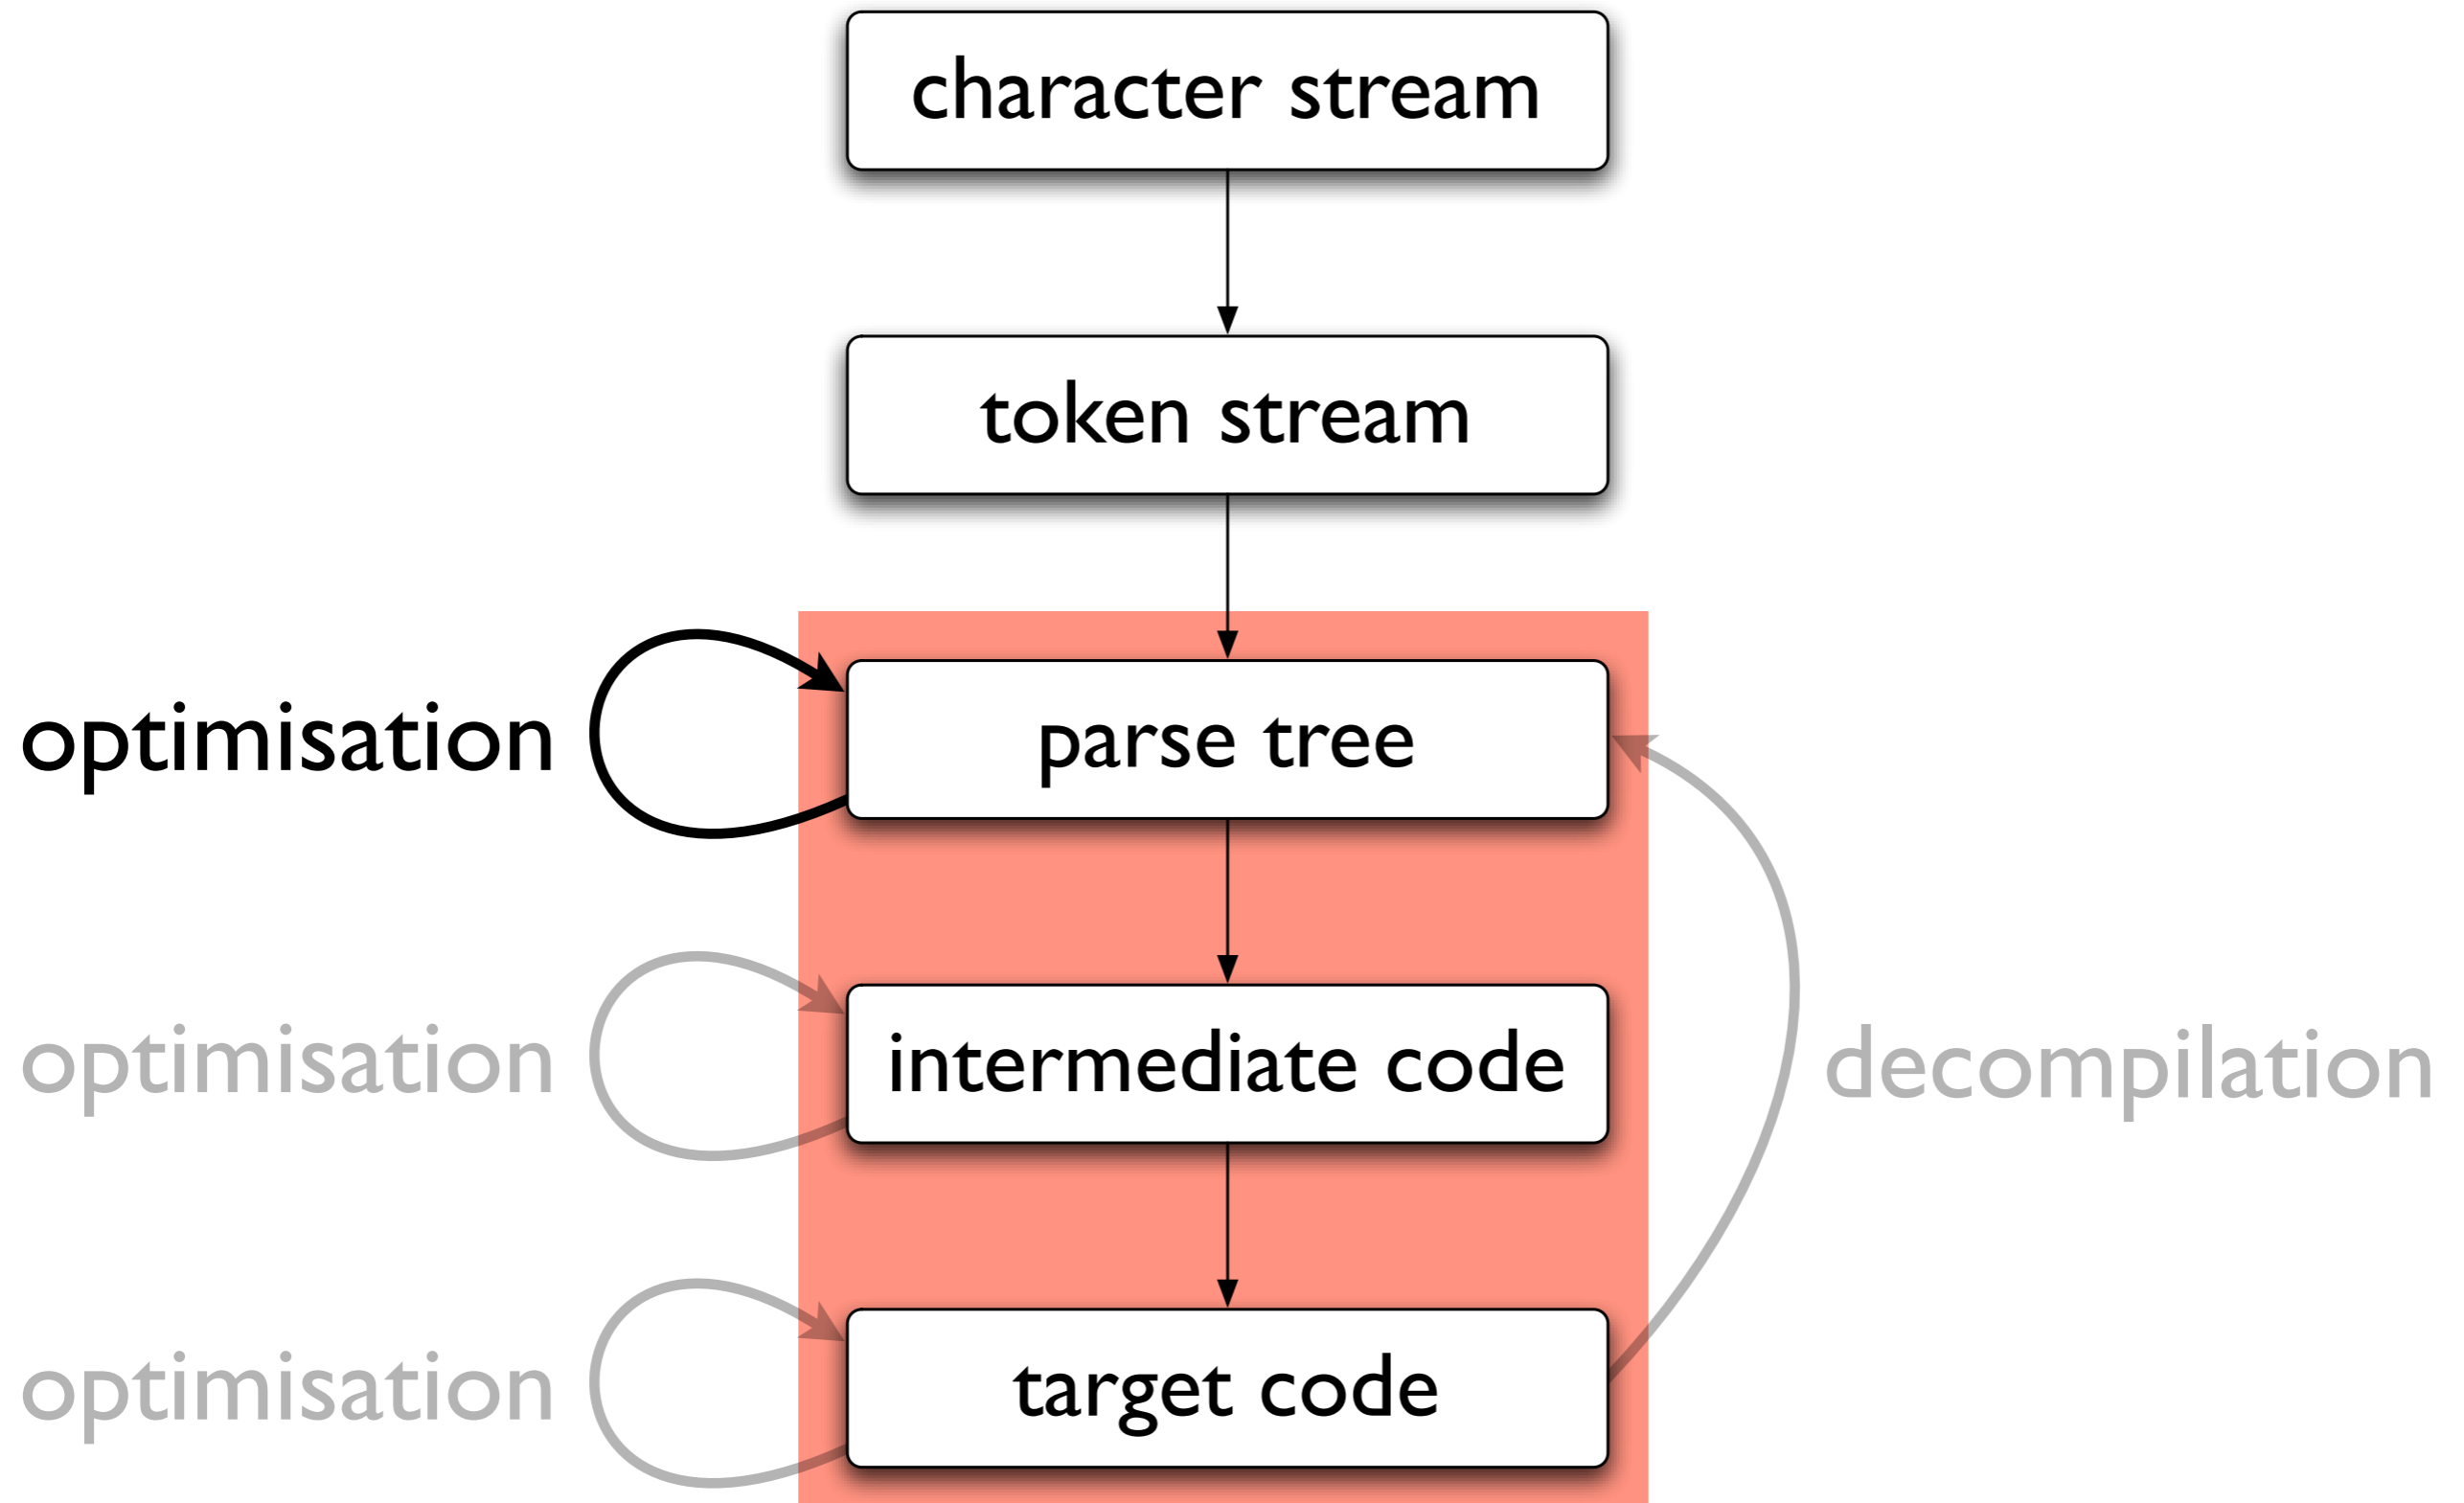 character stream
token stream
optimisation
parse tree
optimisation
intermediate code
decompilation
optimisation
target code